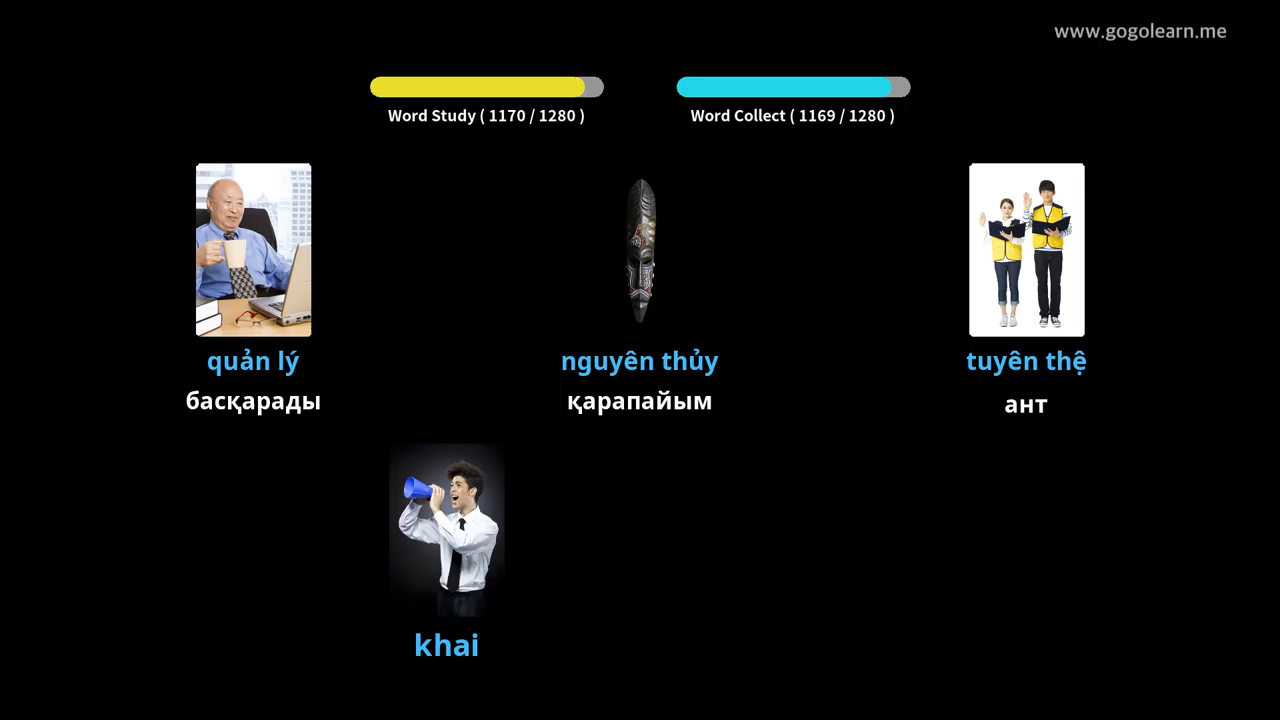 www.gogolearn.me
Word Study ( 1170 / 1280 )
Word Collect ( 1169 / 1280 )
quản lý
nguyên thủy
tuyên thệ
басқарады
қарапайым
ант
khai